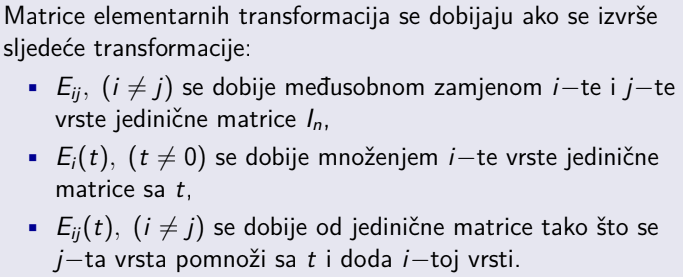 Matrice elementarnih transformacija se dobijaju ako se izvrše
sljedeće transformacije:
▪ E_{ij}, (i ≠ j) se dobije međusobnom zamjenom i−te i j−te
vrste jedinične matrice I_n,
▪ E_i(t), (t ≠ 0) se dobije množenjem i−te vrste jedinične
matrice sa t,
▪ E_{ij}(t), (i ≠ j) se dobije od jedinične matrice tako što se
j−ta vrsta pomnoži sa t i doda i−toj vrsti.